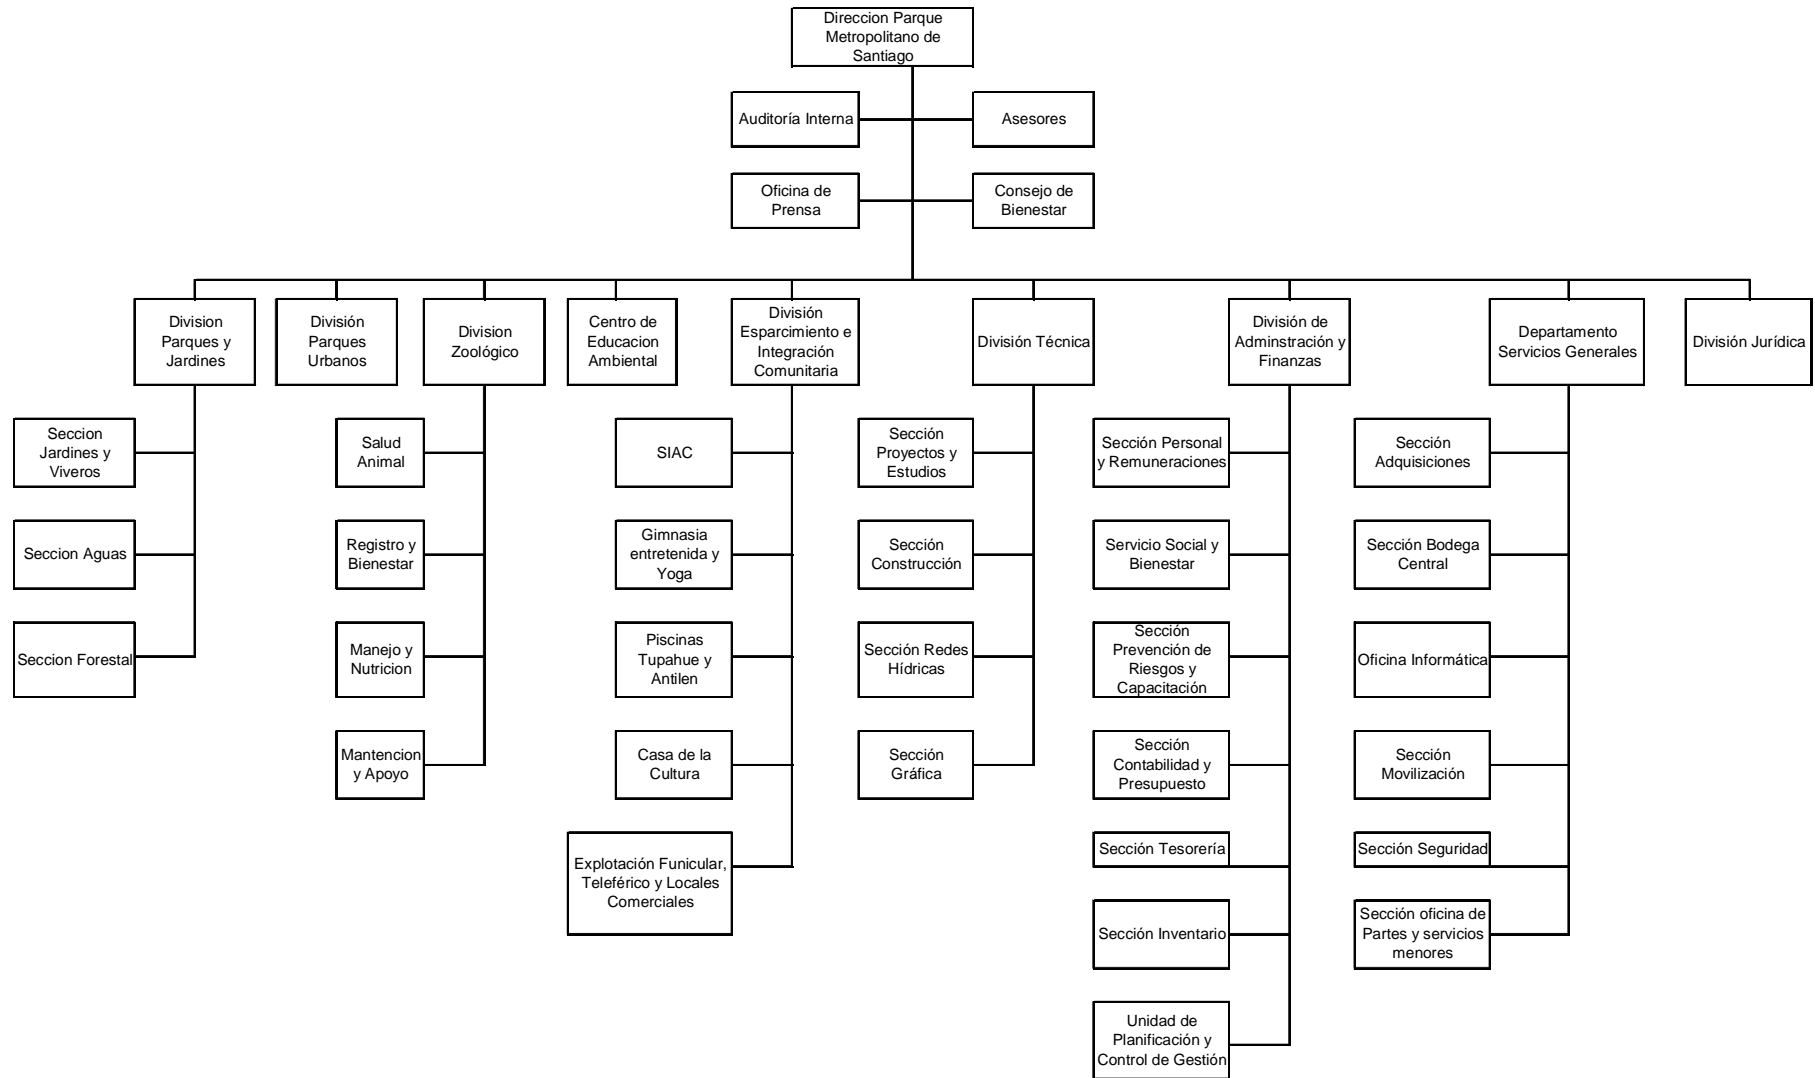 Direccion Parque
Metropolitano de
Santiago
Auditoría Interna
Asesores
Oficina de
Prensa
Consejo de
Bienestar
Division
Parques y
Jardines
División
Parques
Urbanos
Division
Zoológico
Centro de
Educacion
Ambiental
División
Esparcimiento e
Integración
Comunitaria
División Técnica
División de
Adminstración y
Finanzas
Departamento
Servicios Generales
División Jurídica
Seccion
Jardines y
Viveros
Salud
Animal
SIAC
Sección
Proyectos y
Estudios
Sección Personal
y Remuneraciones
Sección
Adquisiciones
Seccion Aguas
Registro y
Bienestar
Gimnasia
entretenida y
Yoga
Sección
Construcción
Servicio Social y
Bienestar
Sección Bodega
Central
Seccion Forestal
Manejo y
Nutricion
Piscinas
Tupahue y
Antilen
Sección Redes
Hídricas
Sección
Prevención de
Riesgos y
Capacitación
Oficina Informática
Mantencion
y Apoyo
Casa de la
Cultura
Sección
Gráfica
Sección
Contabilidad y
Presupuesto
Sección
Movilización
Explotación Funicular,
Teleférico y Locales
Comerciales
Sección Tesorería
Sección Seguridad
Sección Inventario
Sección oficina de
Partes y servicios
menores
Unidad de
Planificación y
Control de Gestión